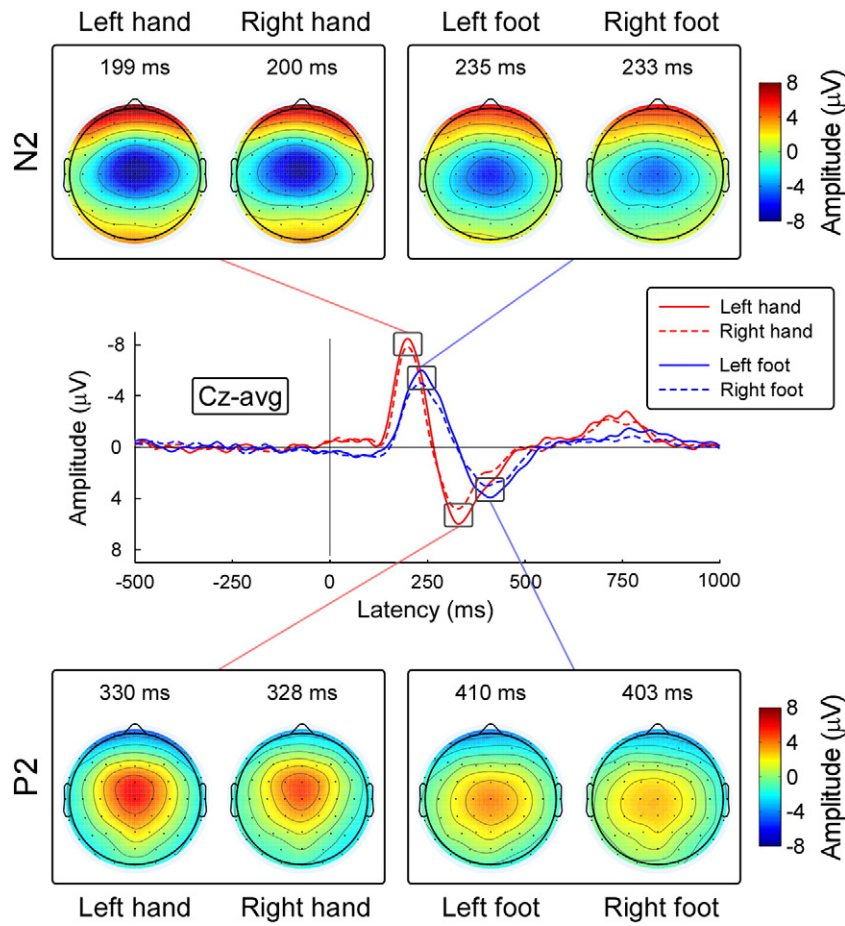 Left hand Right hand Left foot Right foot
199 ms 200 ms 235 ms 233 ms
N2
8
4
0
-4
-8
Amplitude (μV)
Left hand
Right hand
Left foot
Right foot
Cz-avg
-8
-4
0
4
8
Amplitude (μV)
-500 -250 0 250 500 750 1000
Latency (ms)
330 ms 328 ms 410 ms 403 ms
P2
8
4
0
-4
-8
Amplitude (μV)
Left hand Right hand Left foot Right foot